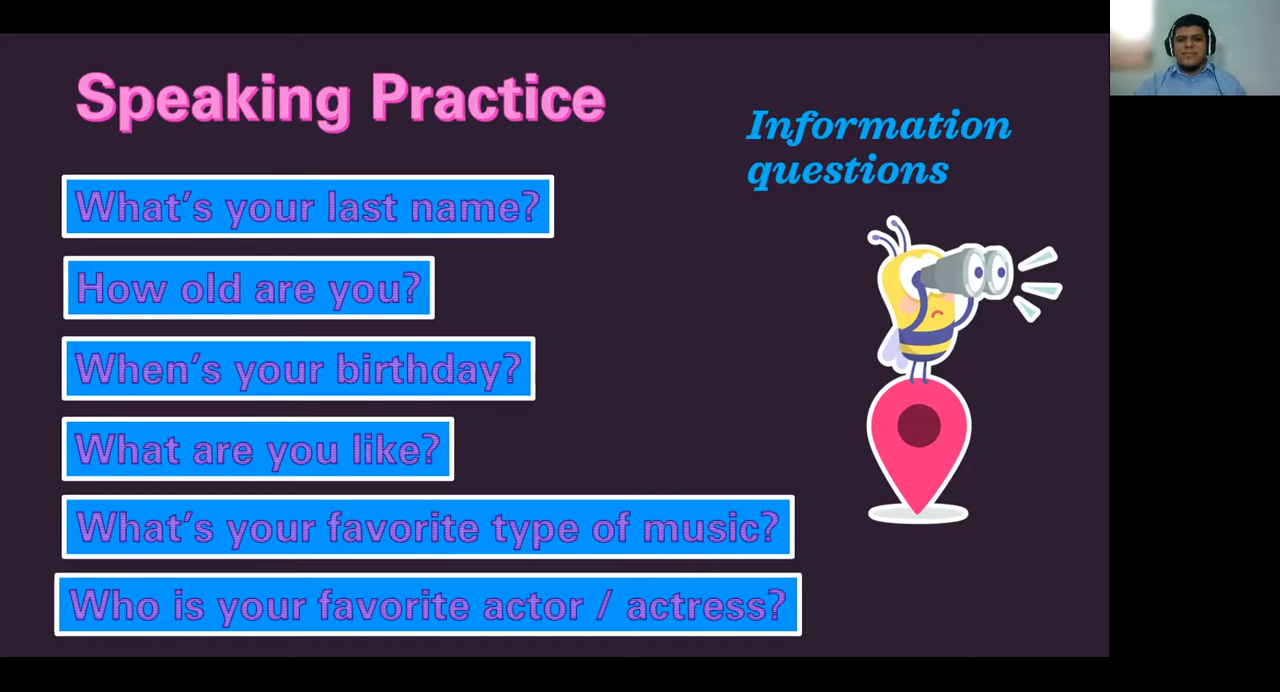 Speaking Practice
Information
questions
What's your last name?
How old are you?
When's your birthday?
What are you like?
What's your favorite type of music?
Who is your favorite actor / actress?